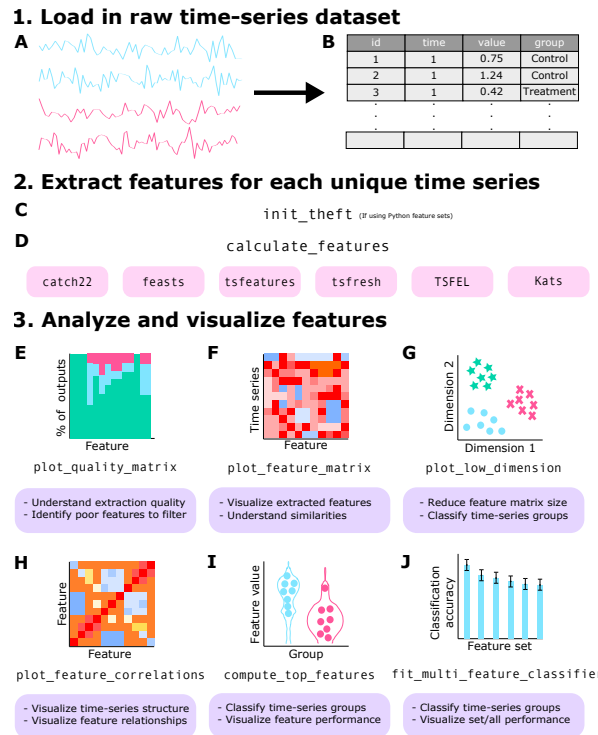 1. Load in raw time-series dataset
A
B
id time value group
1 1 0.75 Control
2 1 1.24 Control
3 1 0.42 Treatment
. . . .
. . . .
. . . .
2. Extract features for each unique time series
C
init_theft (If using Python feature sets)
D
calculate_features
catch22 feasts tsfeatures tsfresh TSFEL Kats
3. Analyze and visualize features
E
% of outputs
Feature
plot_quality_matrix
- Understand extraction quality
- Identify poor features to filter
F
Time series
Feature
plot_feature_matrix
- Visualize extracted features
- Understand similarities
G
Dimension 2
Dimension 1
plot_low_dimension
- Reduce feature matrix size
- Classify time-series groups
H
Feature
Feature
plot_feature_correlations
- Visualize time-series structure
- Visualize feature relationships
I
Feature value
Group
compute_top_features
- Classify time-series groups
- Visualize feature performance
J
Classification
accuracy
Feature set
fit_multi_feature_classifier
- Classify time-series groups
- Visualize set/all performance